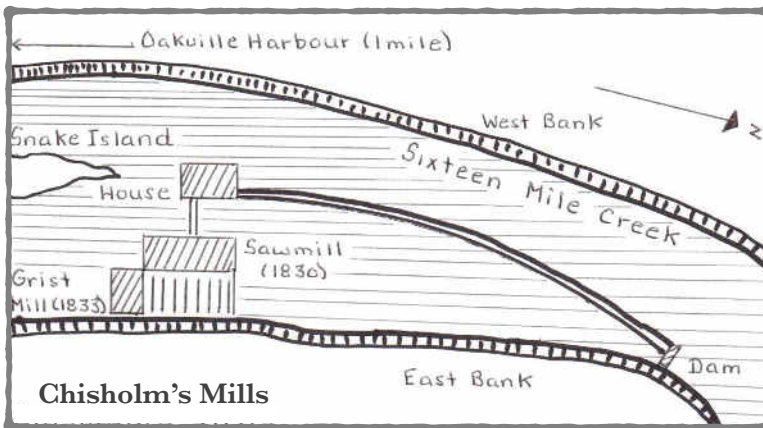 Oakville Harbour (1mile)
West Bank
N
Sixteen Mile Creek
Snake Island
House
Sawmill
(1830)
Grist
Mill(1833)
Dam
East Bank
Chisholm's Mills